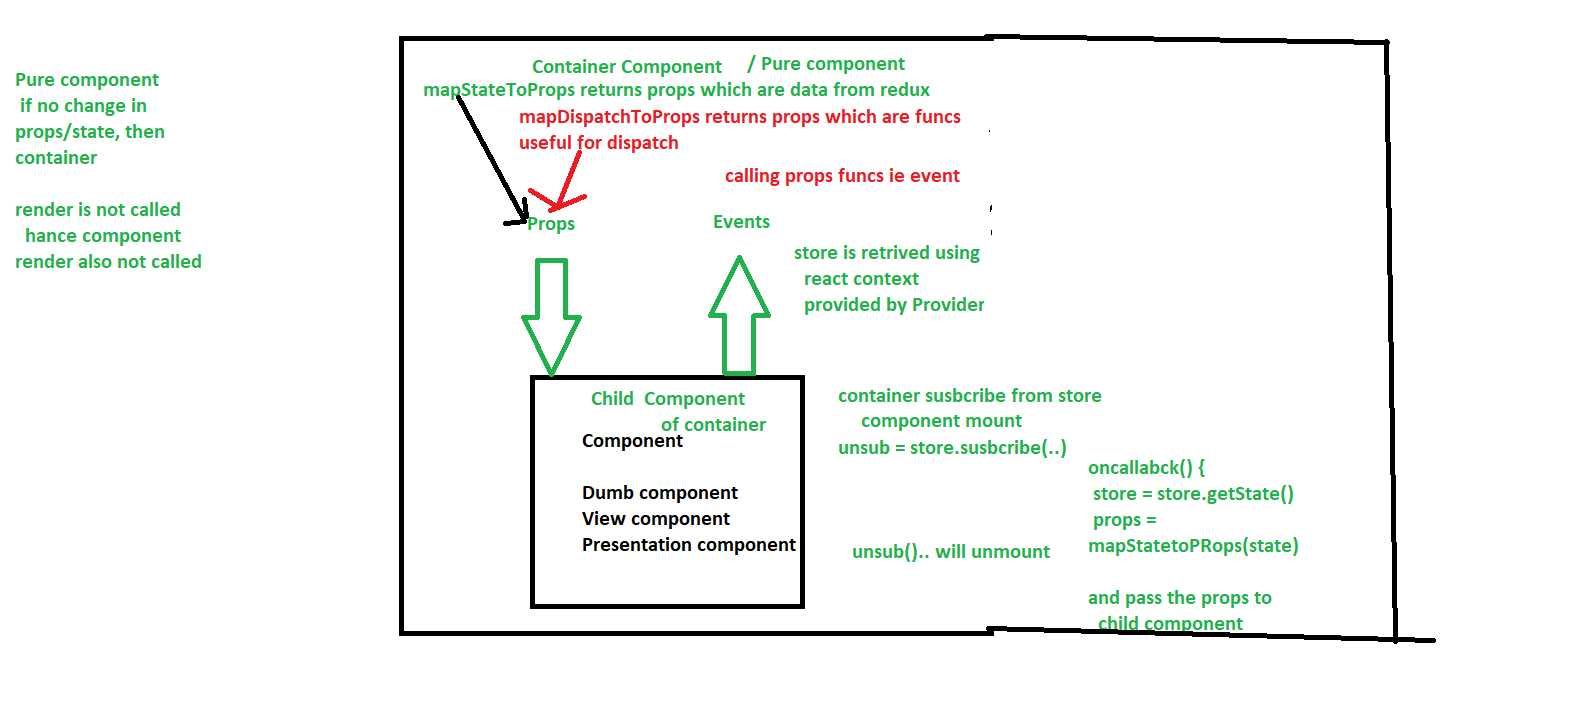 Pure component
if no change in
props/state, then
container
render is not called
hance component
render also not called
Container Component / Pure component
mapStateToProps returns props which are data from redux
mapDispatchToProps returns props which are funcs
useful for dispatch
calling props funcs ie event
Props
Events
store is retrived using
react context
provided by Provider
Child Component
of container
Component
Dumb component
View component
Presentation component
container susbcribe from store
component mount
unsub = store.susbcribe(..)
unsub().. will unmount
oncallabck() {
store = store.getState()
props =
mapStatetoPRops(state)
and pass the props to
child component